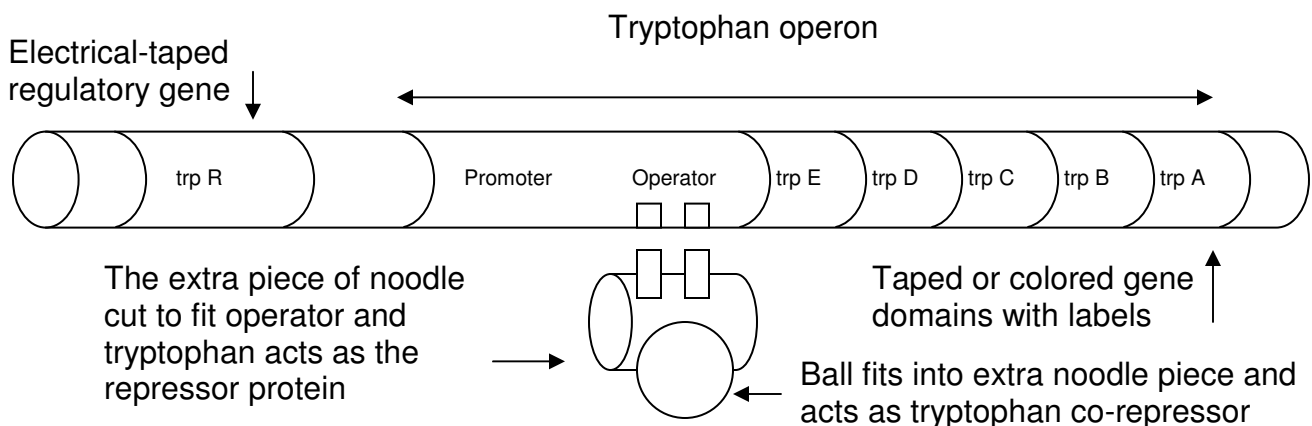 Tryptophan operon
Electrical-taped
regulatory gene
trp R
Promoter
Operator
trp E
trp D
trp C
trp B
trp A
The extra piece of noodle
cut to fit operator and
tryptophan acts as the
repressor protein
Taped or colored gene
domains with labels
Ball fits into extra noodle piece and
acts as tryptophan co-repressor